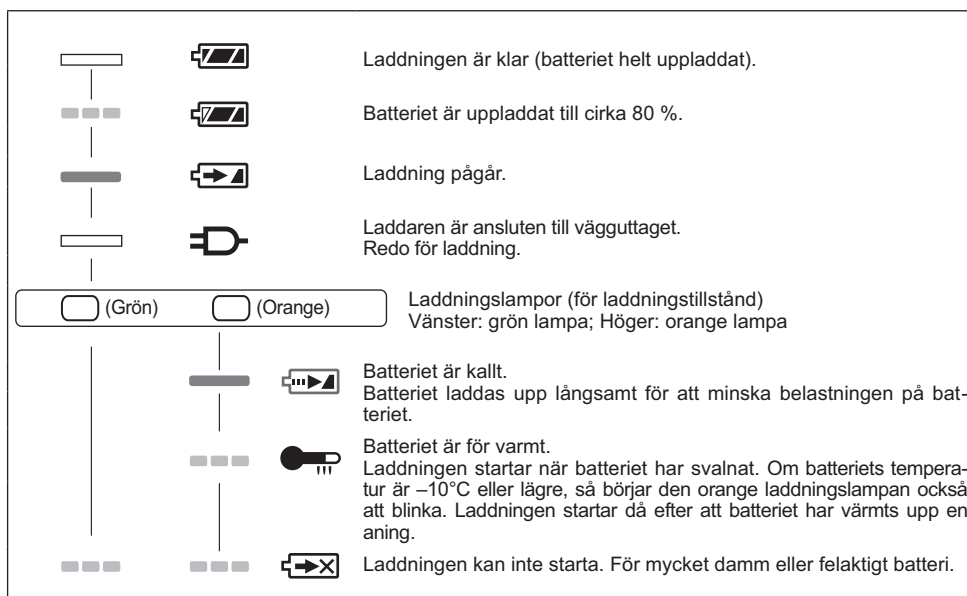 Laddningen är klar (batteriet helt uppladdat).
Batteriet är uppladdat till cirka 80 %.
Laddning pågår.
Laddaren är ansluten till vägguttaget.
Redo för laddning.
(Grön)
(Orange)
Laddningslampor (för laddningstillstånd)
Vänster: grön lampa; Höger: orange lampa
Batteriet är kallt.
Batteriet laddas upp långsamt för att minska belastningen på bat-
teriet.
Batteriet är för varmt.
Laddningen startar när batteriet har svalnat. Om batteriets tempera-
tur är –10°C eller lägre, så börjar den orange laddningslampan också
att blinka. Laddningen startar då efter att batteriet har värmts upp en
aning.
Laddningen kan inte starta. För mycket damm eller felaktigt batteri.